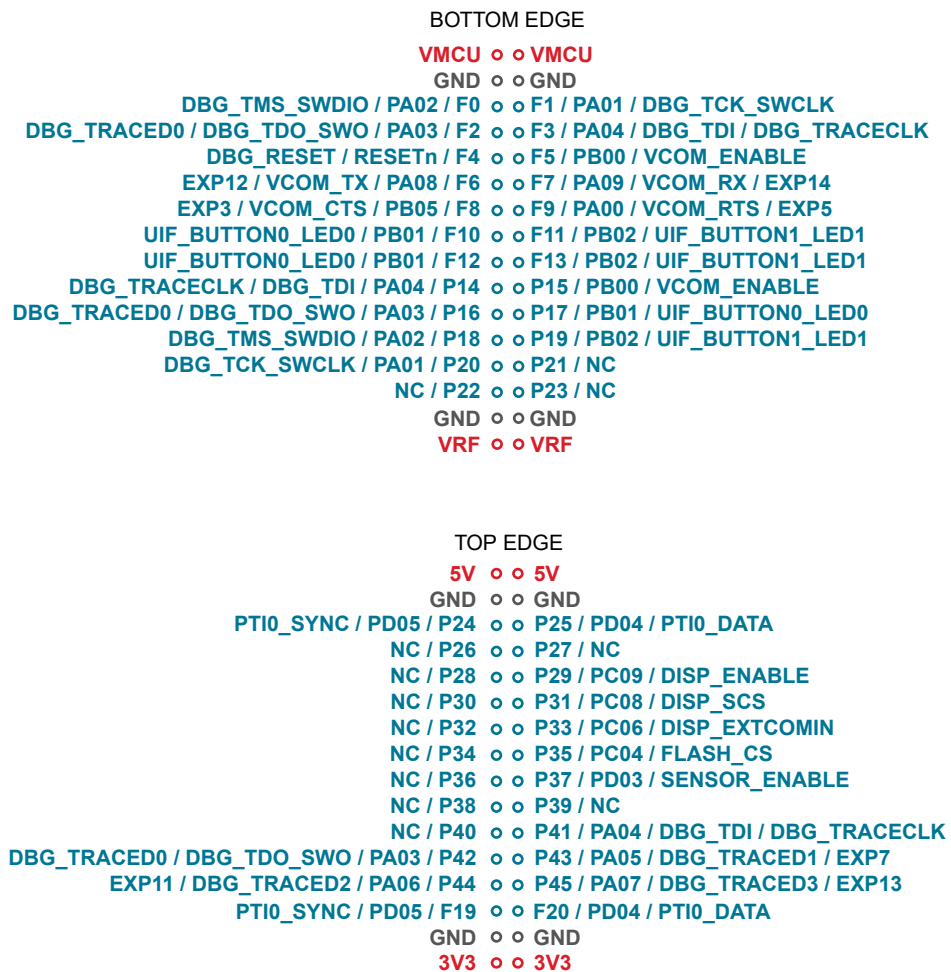 BOTTOM EDGE
VMCU VMCU
GND GND
DBG_TMS_SWDIO / PA02 / F0 F1 / PA01 / DBG_TCK_SWCLK
DBG_TRACED0 / DBG_TDO_SWO / PA03 / F2 F3 / PA04 / DBG_TDI / DBG_TRACECLK
DBG_RESET / RESETn / F4 F5 / PB00 / VCOM_ENABLE
EXP12 / VCOM_TX / PA08 / F6 F7 / PA09 / VCOM_RX / EXP14
EXP3 / VCOM_CTS / PB05 / F8 F9 / PA00 / VCOM_RTS / EXP5
UIF_BUTTON0_LED0 / PB01 / F10 F11 / PB02 / UIF_BUTTON1_LED1
UIF_BUTTON0_LED0 / PB01 / F12 F13 / PB02 / UIF_BUTTON1_LED1
DBG_TRACECLK / DBG_TDI / PA04 / P14 P15 / PB00 / VCOM_ENABLE
DBG_TRACED0 / DBG_TDO_SWO / PA03 / P16 P17 / PB01 / UIF_BUTTON0_LED0
DBG_TMS_SWDIO / PA02 / P18 P19 / PB02 / UIF_BUTTON1_LED1
DBG_TCK_SWCLK / PA01 / P20 P21 / NC
NC / P22 P23 / NC
GND GND
VRF VRF
TOP EDGE
5V 5V
GND GND
PTI0_SYNC / PD05 / P24 P25 / PD04 / PTI0_DATA
NC / P26 P27 / NC
NC / P28 P29 / PC09 / DISP_ENABLE
NC / P30 P31 / PC08 / DISP_SCS
NC / P32 P33 / PC06 / DISP_EXTCOMIN
NC / P34 P35 / PC04 / FLASH_CS
NC / P36 P37 / PD03 / SENSOR_ENABLE
NC / P38 P39 / NC
NC / P40 P41 / PA04 / DBG_TDI / DBG_TRACECLK
DBG_TRACED0 / DBG_TDO_SWO / PA03 / P42 P43 / PA05 / DBG_TRACED1 / EXP7
EXP11 / DBG_TRACED2 / PA06 / P44 P45 / PA07 / DBG_TRACED3 / EXP13
PTI0_SYNC / PD05 / F19 F20 / PD04 / PTI0_DATA
GND GND
3V3 3V3